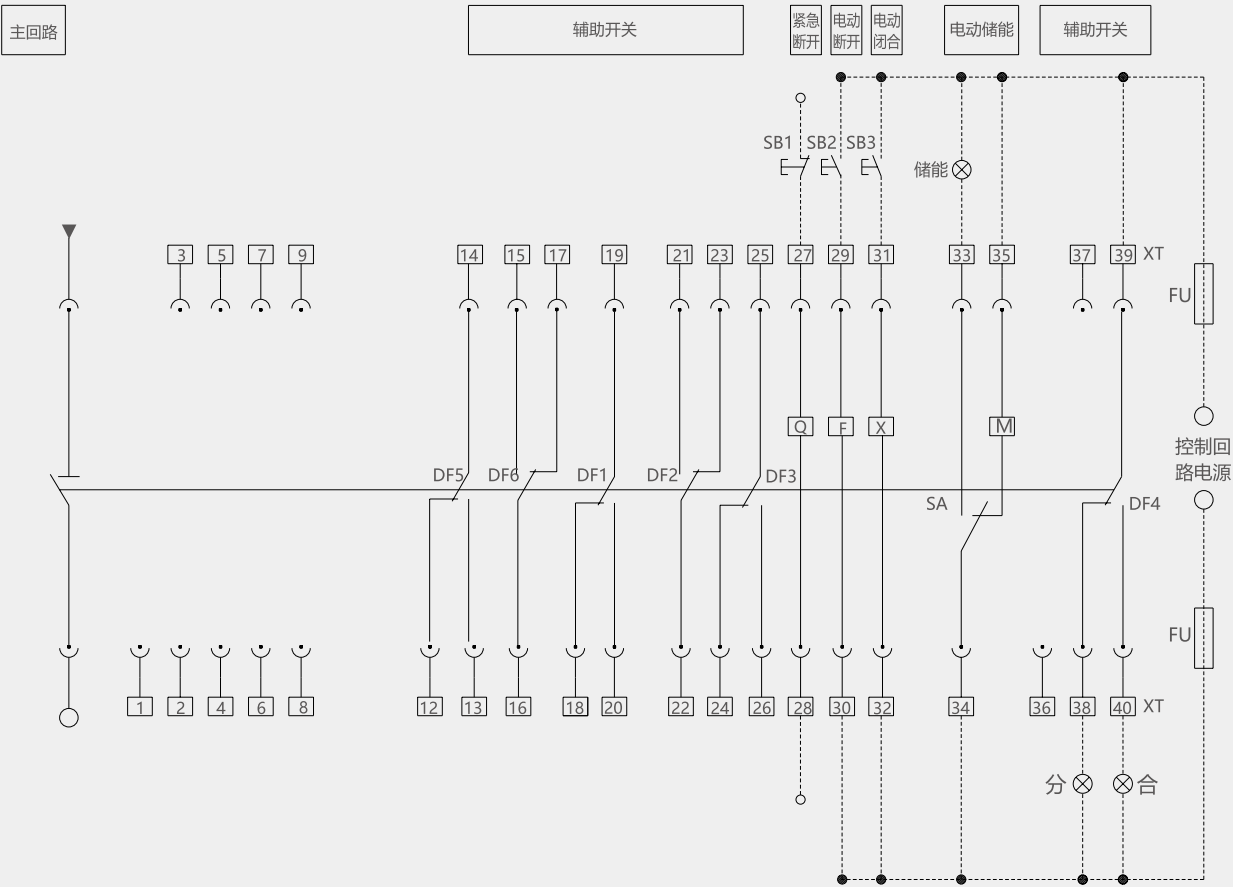 主回路
辅助开关
紧急
断开
电动
断开
电动
闭合
电动储能
辅助开关
SB1 SB2 SB3
储能
3 5 7 9 14 15 17 19 21 23 25 27 29 31 33 35 37 39 XT
FU
Q F X M
控制回
路电源
DF5 DF6 DF1 DF2 DF3
SA DF4
FU
1 2 4 6 8 12 13 16 18 20 22 24 26 28 30 32 34 36 38 40 XT
分 合